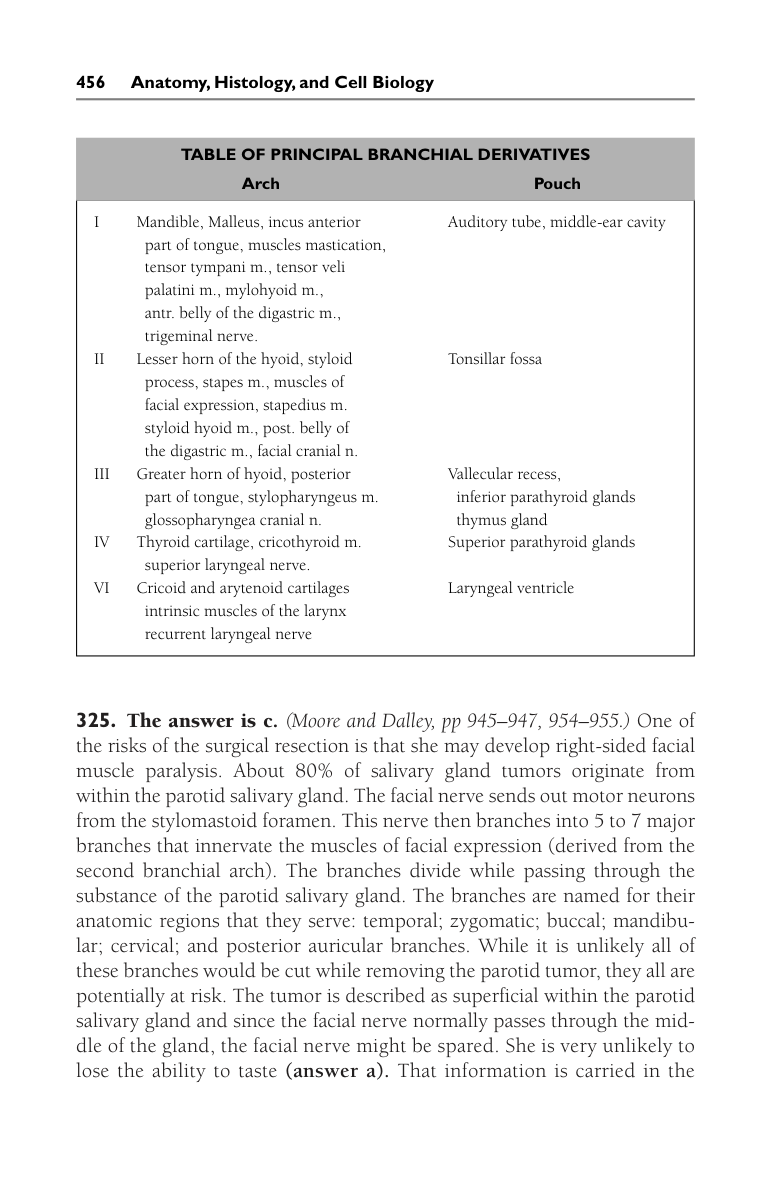 456 Anatomy, Histology, and Cell Biology
TABLE OF PRINCIPAL BRANCHIAL DERIVATIVES
Arch Pouch
I Mandible, Malleus, incus anterior Auditory tube, middle-ear cavity
part of tongue, muscles mastication,
tensor tympani m., tensor veli
palatini m., mylohyoid m.,
antr. belly of the digastric m.,
trigeminal nerve.
II Lesser horn of the hyoid, styloid Tonsillar fossa
process, stapes m., muscles of
facial expression, stapedius m.
styloid hyoid m., post. belly of
the digastric m., facial cranial n.
III Greater horn of hyoid, posterior Vallecular recess,
part of tongue, stylopharyngeus m. inferior parathyroid glands
glossopharyngea cranial n. thymus gland
IV Thyroid cartilage, cricothyroid m. Superior parathyroid glands
superior laryngeal nerve.
VI Cricoid and arytenoid cartilages Laryngeal ventricle
intrinsic muscles of the larynx
recurrent laryngeal nerve
325. The answer is c. (Moore and Dalley, pp 945–947, 954–955.) One of
the risks of the surgical resection is that she may develop right-sided facial
muscle paralysis. About 80% of salivary gland tumors originate from
within the parotid salivary gland. The facial nerve sends out motor neurons
from the stylomastoid foramen. This nerve then branches into 5 to 7 major
branches that innervate the muscles of facial expression (derived from the
second branchial arch). The branches divide while passing through the
substance of the parotid salivary gland. The branches are named for their
anatomic regions that they serve: temporal; zygomatic; buccal; mandibu-
lar; cervical; and posterior auricular branches. While it is unlikely all of
these branches would be cut while removing the parotid tumor, they all are
potentially at risk. The tumor is described as superficial within the parotid
salivary gland and since the facial nerve normally passes through the mid-
dle of the gland, the facial nerve might be spared. She is very unlikely to
lose the ability to taste (answer a). That information is carried in the